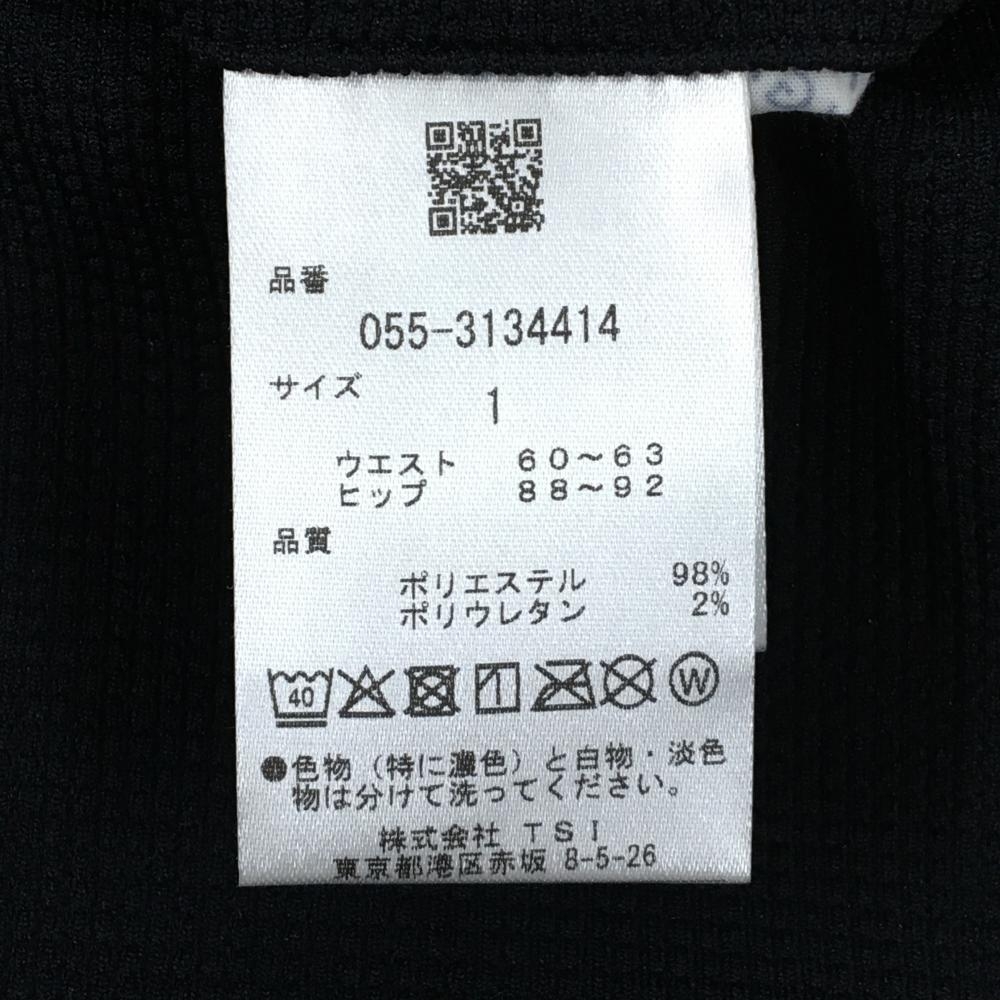 品番
055-3134414
サイズ
1
ウエスト 60～63
ヒップ 88～92
品質
ポリエステル 98%
ポリウレタン 2%
40 W
●色物（特に濃色）と白物・淡色
物は分けて洗ってください。
株式会社 TSI
東京都港区赤坂 8-5-26